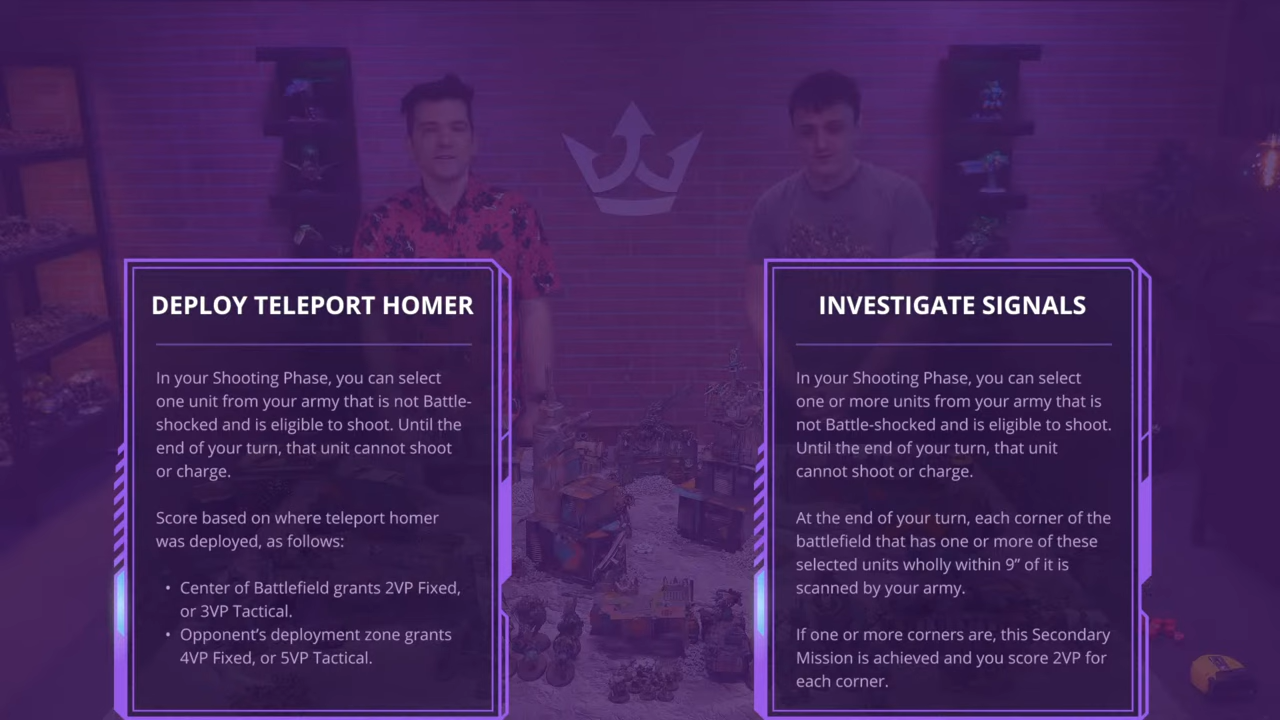 DEPLOY TELEPORT HOMER
In your Shooting Phase, you can select
one unit from your army that is not Battle-
shocked and is eligible to shoot. Until the
end of your turn, that unit cannot shoot
or charge.
Score based on where teleport homer
was deployed, as follows:
• Center of Battlefield grants 2VP Fixed,
or 3VP Tactical.
• Opponent’s deployment zone grants
4VP Fixed, or 5VP Tactical.
INVESTIGATE SIGNALS
In your Shooting Phase, you can select
one or more units from your army that is
not Battle-shocked and is eligible to shoot.
Until the end of your turn, that unit
cannot shoot or charge.
At the end of your turn, each corner of the
battlefield that has one or more of these
selected units wholly within 9” of it is
scanned by your army.
If one or more corners are, this Secondary
Mission is achieved and you score 2VP for
each corner.